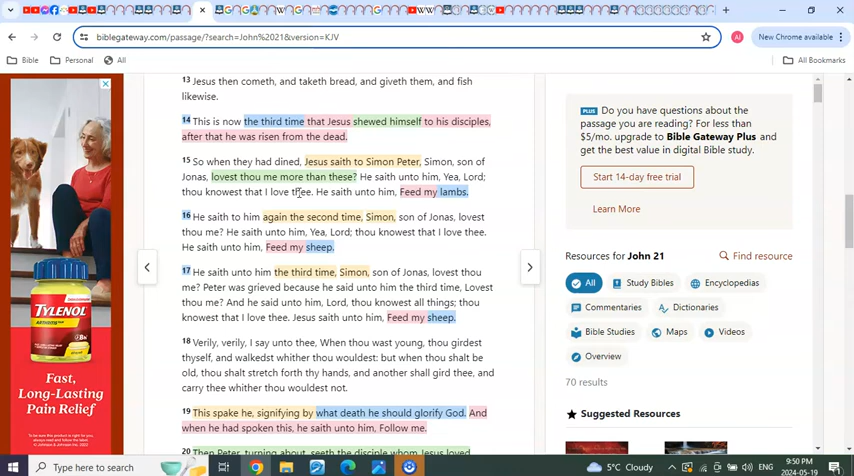 biblegateway.com/passage/?search=John%2021&version=KJV
New Chrome available
Bible
Personal
All
All Bookmarks
13 Jesus then cometh, and taketh bread, and giveth them, and fish
likewise.
14 This is now the third time that Jesus shewed himself to his disciples,
after that he was risen from the dead.
15 So when they had dined, Jesus saith to Simon Peter, Simon, son of
Jonas, lovest thou me more than these? He saith unto him, Yea, Lord;
thou knowest that I love thee. He saith unto him, Feed my lambs.
16 He saith to him again the second time, Simon, son of Jonas, lovest
thou me? He saith unto him, Yea, Lord; thou knowest that I love thee.
He saith unto him, Feed my sheep.
17 He saith unto him the third time, Simon, son of Jonas, lovest thou
me? Peter was grieved because he said unto him the third time, Lovest
thou me? And he said unto him, Lord, thou knowest all things; thou
knowest that I love thee. Jesus saith unto him, Feed my sheep.
18 Verily, verily, I say unto thee, When thou wast young, thou girdest
thyself, and walkedst whither thou wouldest: but when thou shalt be
old, thou shalt stretch forth thy hands, and another shall gird thee, and
carry thee whither thou wouldest not.
19 This spake he, signifying by what death he should glorify God. And
when he had spoken this, he saith unto him, Follow me.
20 Then Peter, turning about, seeth the disciple whom Jesus loved
TYLENOL
ARTHRITIS
Fast,
Long-Lasting
Pain Relief
PLUS Do you have questions about the
passage you are reading? For less than
$5/mo. upgrade to Bible Gateway Plus and
get the best value in digital Bible study.
Start 14-day free trial
Learn More
Resources for John 21
Find resource
All
Study Bibles
Encyclopedias
Commentaries
Dictionaries
Bible Studies
Maps
Videos
Overview
70 results
Suggested Resources
Type here to search
5°C Cloudy
ENG
9:50 PM
2024-05-19